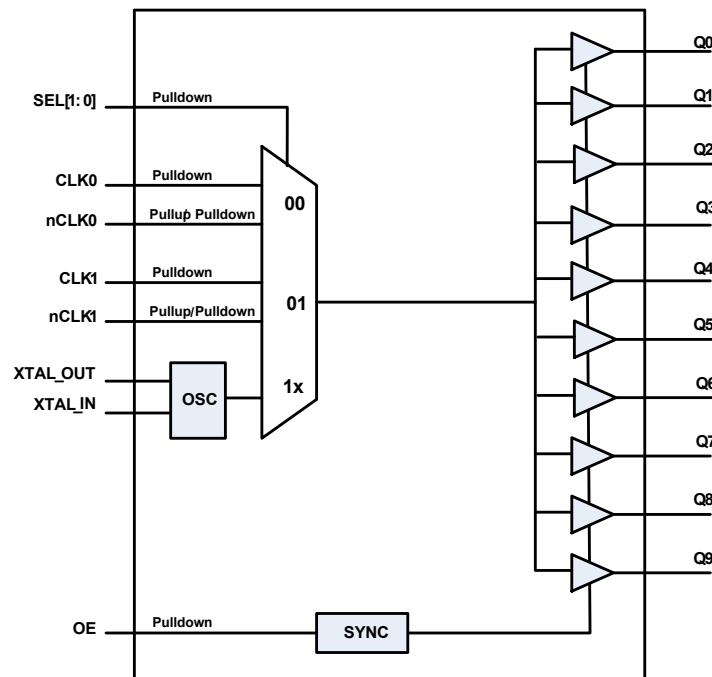 Q0
Q1
SEL[1:0] Pulldown
Q2
CLK0 Pulldown
00
nCLK0 Pullup Pulldown
Q3
Q4
CLK1 Pulldown
01
nCLK1 Pullup/Pulldown
Q5
XTAL_OUT
OSC
1x
Q6
XTAL_IN
Q7
Q8
Q9
OE Pulldown
SYNC